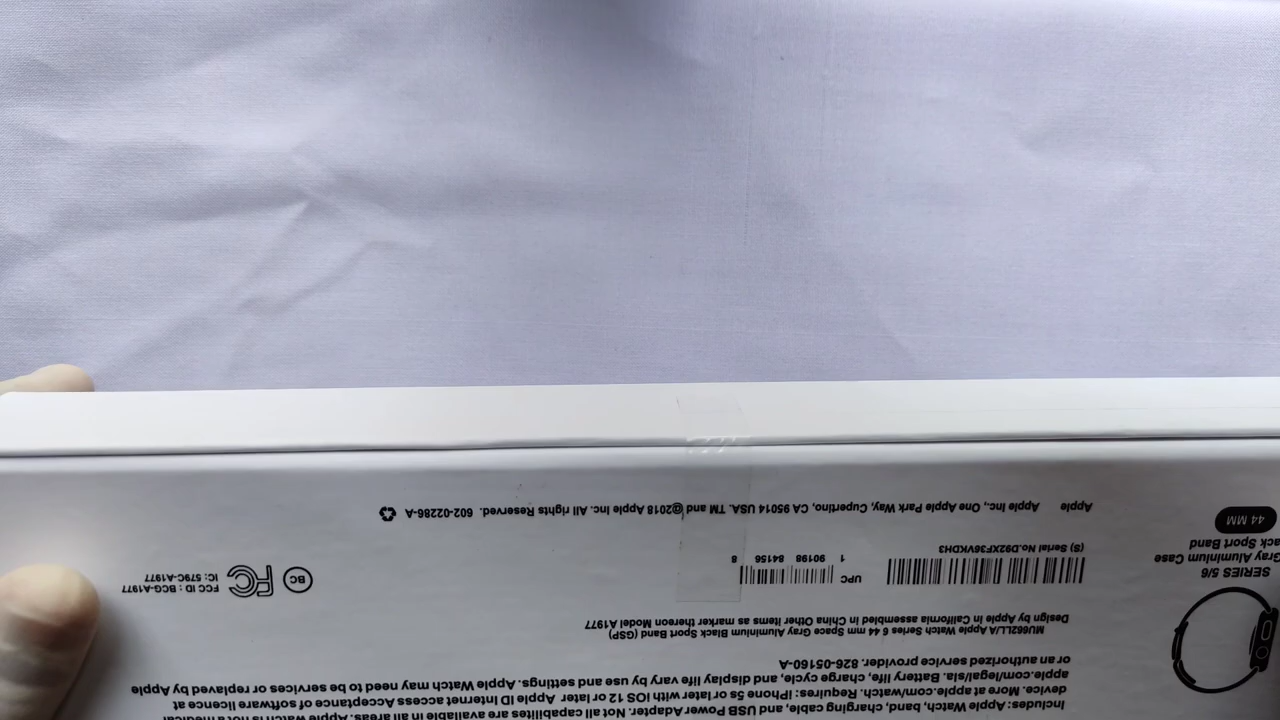 Includes: Apple Watch, band, charging cable, and USB Power Adapter. Not all capabilites are available in all areas. Apple Watch is not a medical
device. More at apple.com/watch. Requires: iPhone 5s or later with iOS 12 or later Apple ID Internet access Acceptance of software licence at
apple.com/legal/sla. Battery life, charge cycle, and display life vary by use and settings. Apple Watch may need to be services or replaved by Apple
or an authorized service provider. 826-05160-A
MU662LL/A Apple Watch Series 6 44 mm Space Gray Aluminium Black Sport Band (GSP)
Design by Apple in California assembled in China Other items as marker thereon Model A1977
SERIES 5/6
Gray Aluminium Case
ack Sport Band
44 MM
(S) Serial No.D92XF36VKDH3
UPC
1 90198 84156 8
BC
FC
FCC ID : BCG-A1977
IC: 579C-A1977
Apple Apple Inc., One Apple Park Way, Cupertino, CA 95014 USA. TM and @2018 Apple Inc. All rights Reserved. 602-02286-A